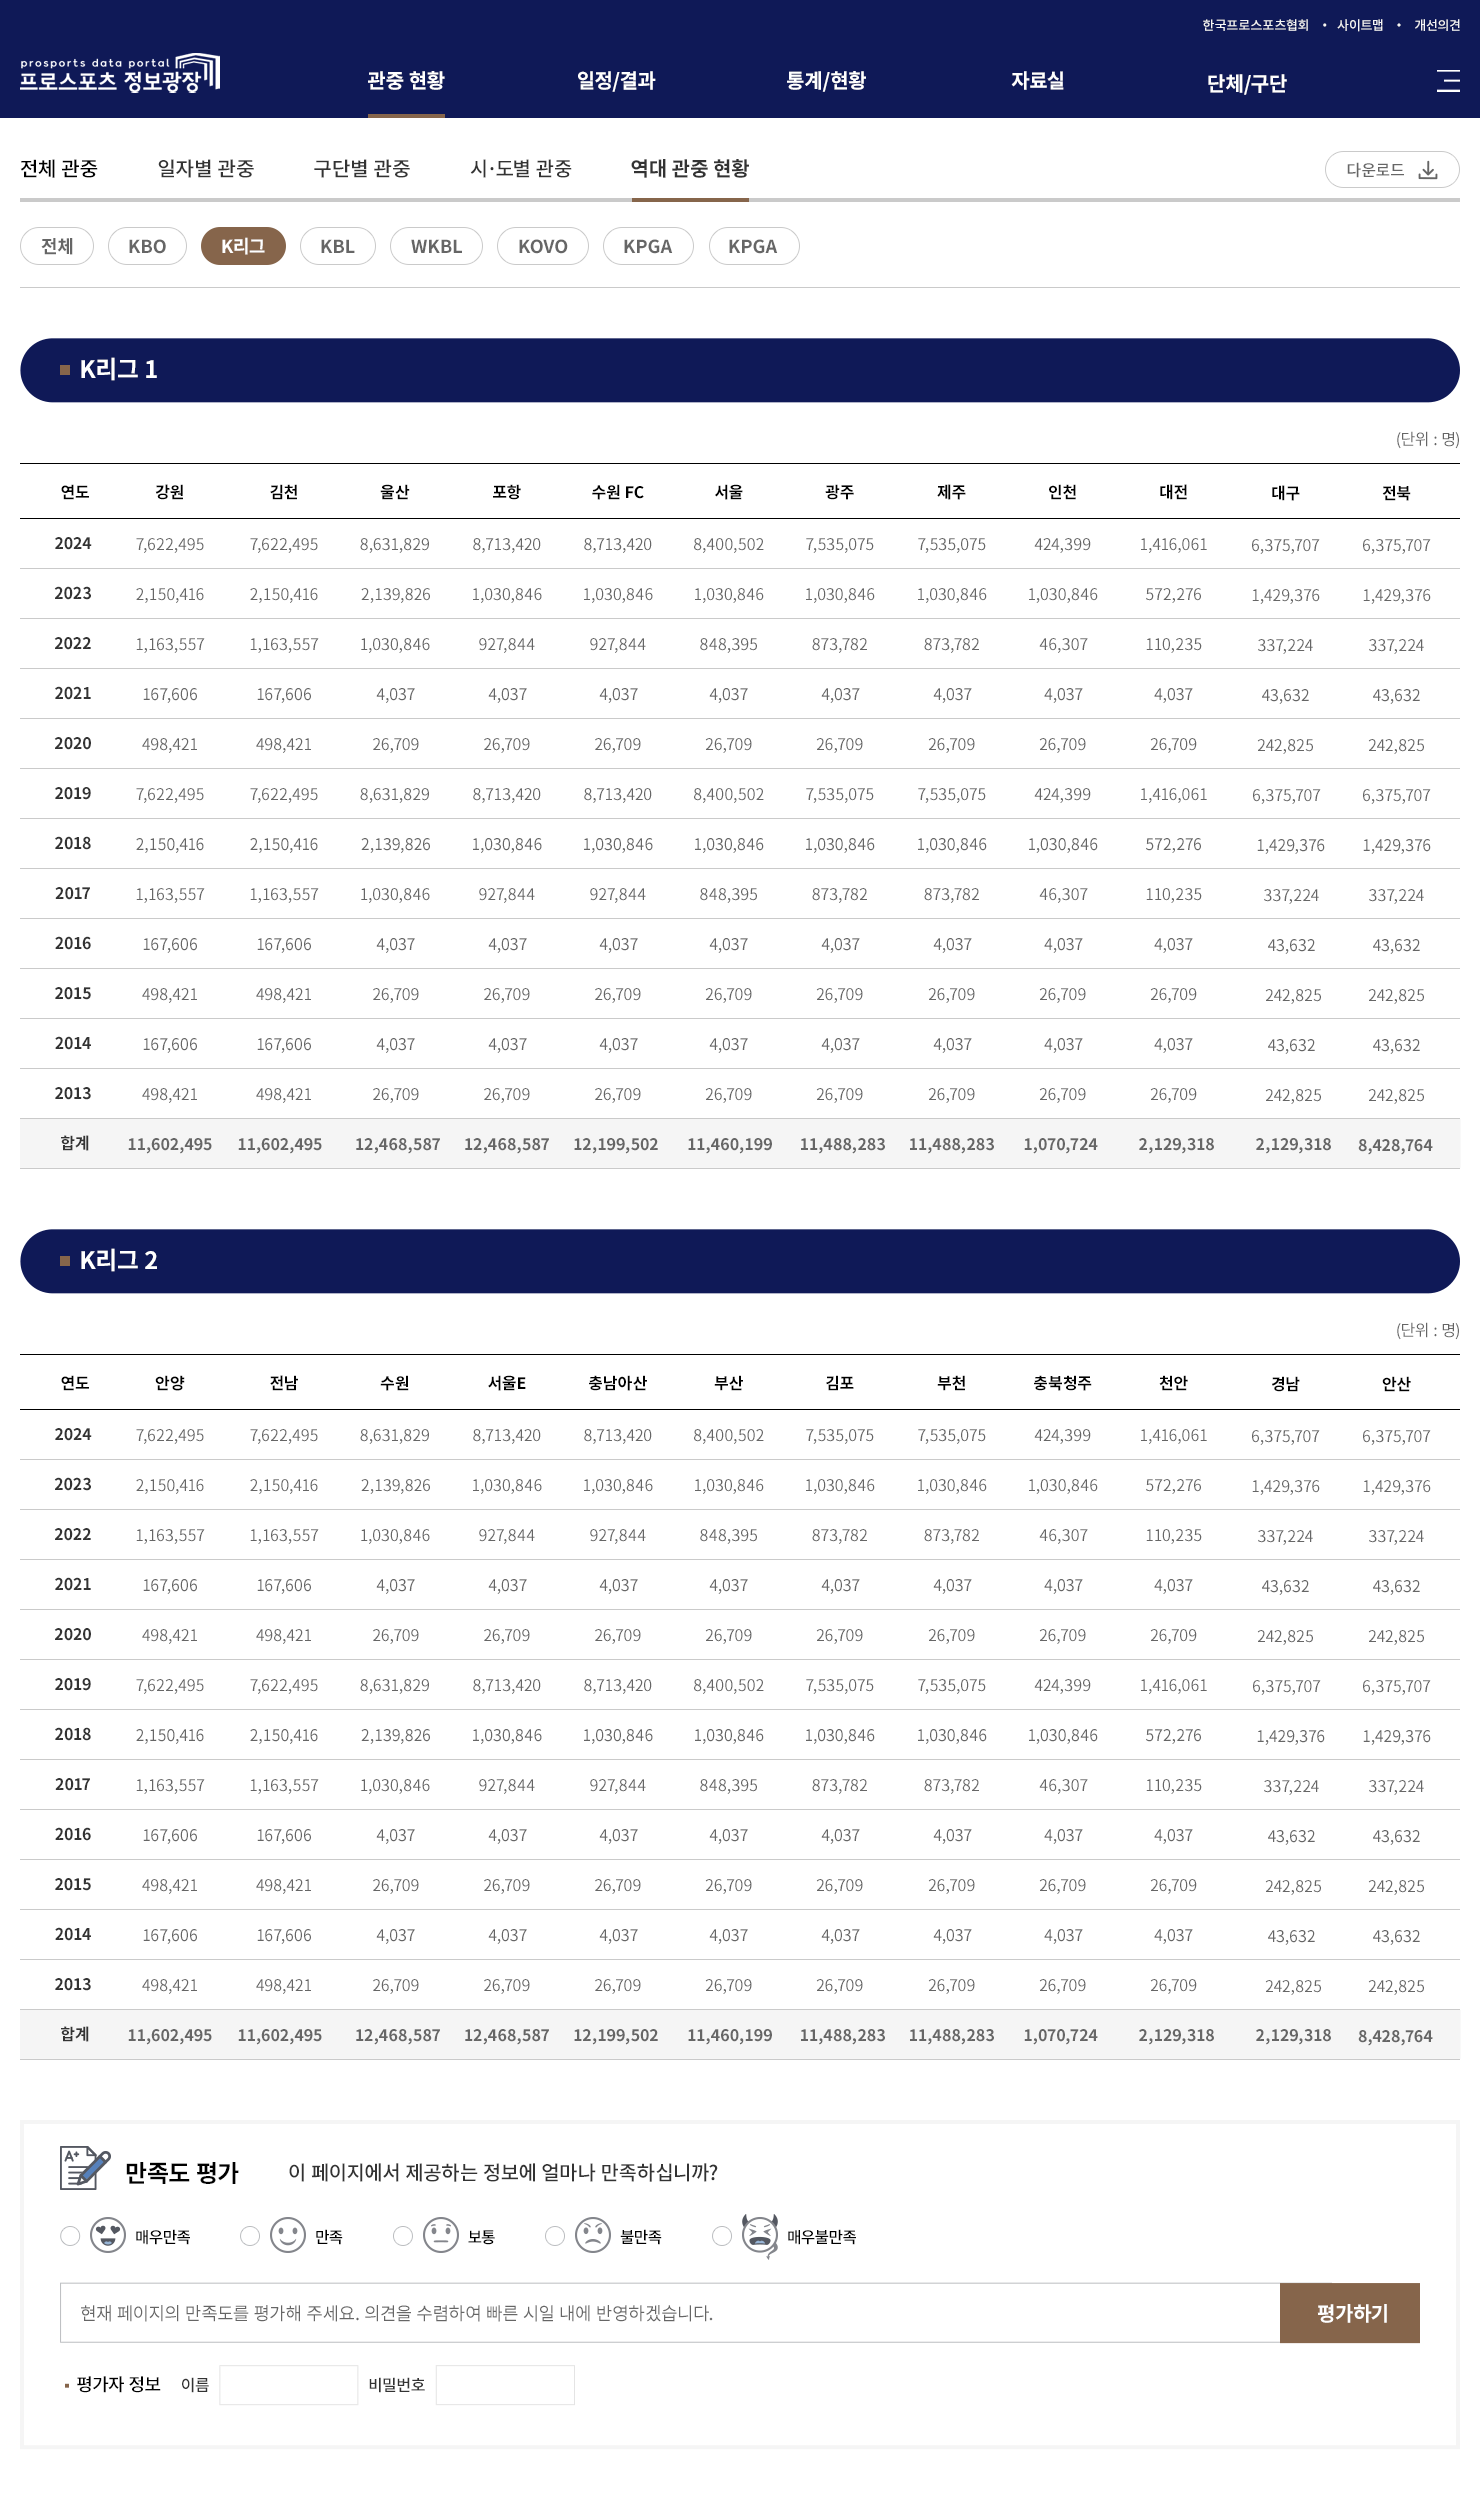 한국프로스포츠협회 • 사이트맵 • 개선의견
prosports data portal
프로스포츠 정보광장
관중 현황 일정/결과 통계/현황 자료실 단체/구단
전체 관중 일자별 관중 구단별 관중 시·도별 관중 역대 관중 현황 다운로드
전체 KBO K리그 KBL WKBL KOVO KPGA KPGA
K리그 1
(단위 : 명)
연도 강원 김천 울산 포항 수원 FC 서울 광주 제주 인천 대전 대구 전북
2024 7,622,495 7,622,495 8,631,829 8,713,420 8,713,420 8,400,502 7,535,075 7,535,075 424,399 1,416,061 6,375,707 6,375,707
2023 2,150,416 2,150,416 2,139,826 1,030,846 1,030,846 1,030,846 1,030,846 1,030,846 1,030,846 572,276 1,429,376 1,429,376
2022 1,163,557 1,163,557 1,030,846 927,844 927,844 848,395 873,782 873,782 46,307 110,235 337,224 337,224
2021 167,606 167,606 4,037 4,037 4,037 4,037 4,037 4,037 4,037 4,037 43,632 43,632
2020 498,421 498,421 26,709 26,709 26,709 26,709 26,709 26,709 26,709 26,709 242,825 242,825
2019 7,622,495 7,622,495 8,631,829 8,713,420 8,713,420 8,400,502 7,535,075 7,535,075 424,399 1,416,061 6,375,707 6,375,707
2018 2,150,416 2,150,416 2,139,826 1,030,846 1,030,846 1,030,846 1,030,846 1,030,846 1,030,846 572,276 1,429,376 1,429,376
2017 1,163,557 1,163,557 1,030,846 927,844 927,844 848,395 873,782 873,782 46,307 110,235 337,224 337,224
2016 167,606 167,606 4,037 4,037 4,037 4,037 4,037 4,037 4,037 4,037 43,632 43,632
2015 498,421 498,421 26,709 26,709 26,709 26,709 26,709 26,709 26,709 26,709 242,825 242,825
2014 167,606 167,606 4,037 4,037 4,037 4,037 4,037 4,037 4,037 4,037 43,632 43,632
2013 498,421 498,421 26,709 26,709 26,709 26,709 26,709 26,709 26,709 26,709 242,825 242,825
합계 11,602,495 11,602,495 12,468,587 12,468,587 12,199,502 11,460,199 11,488,283 11,488,283 1,070,724 2,129,318 2,129,318 8,428,764
K리그 2
(단위 : 명)
연도 안양 전남 수원 서울E 충남아산 부산 김포 부천 충북청주 천안 경남 안산
2024 7,622,495 7,622,495 8,631,829 8,713,420 8,713,420 8,400,502 7,535,075 7,535,075 424,399 1,416,061 6,375,707 6,375,707
2023 2,150,416 2,150,416 2,139,826 1,030,846 1,030,846 1,030,846 1,030,846 1,030,846 1,030,846 572,276 1,429,376 1,429,376
2022 1,163,557 1,163,557 1,030,846 927,844 927,844 848,395 873,782 873,782 46,307 110,235 337,224 337,224
2021 167,606 167,606 4,037 4,037 4,037 4,037 4,037 4,037 4,037 4,037 43,632 43,632
2020 498,421 498,421 26,709 26,709 26,709 26,709 26,709 26,709 26,709 26,709 242,825 242,825
2019 7,622,495 7,622,495 8,631,829 8,713,420 8,713,420 8,400,502 7,535,075 7,535,075 424,399 1,416,061 6,375,707 6,375,707
2018 2,150,416 2,150,416 2,139,826 1,030,846 1,030,846 1,030,846 1,030,846 1,030,846 1,030,846 572,276 1,429,376 1,429,376
2017 1,163,557 1,163,557 1,030,846 927,844 927,844 848,395 873,782 873,782 46,307 110,235 337,224 337,224
2016 167,606 167,606 4,037 4,037 4,037 4,037 4,037 4,037 4,037 4,037 43,632 43,632
2015 498,421 498,421 26,709 26,709 26,709 26,709 26,709 26,709 26,709 26,709 242,825 242,825
2014 167,606 167,606 4,037 4,037 4,037 4,037 4,037 4,037 4,037 4,037 43,632 43,632
2013 498,421 498,421 26,709 26,709 26,709 26,709 26,709 26,709 26,709 26,709 242,825 242,825
합계 11,602,495 11,602,495 12,468,587 12,468,587 12,199,502 11,460,199 11,488,283 11,488,283 1,070,724 2,129,318 2,129,318 8,428,764
A+ 만족도 평가 이 페이지에서 제공하는 정보에 얼마나 만족하십니까?
매우만족 만족 보통 불만족 매우불만족
현재 페이지의 만족도를 평가해 주세요. 의견을 수렴하여 빠른 시일 내에 반영하겠습니다. 평가하기
평가자 정보 이름 비밀번호